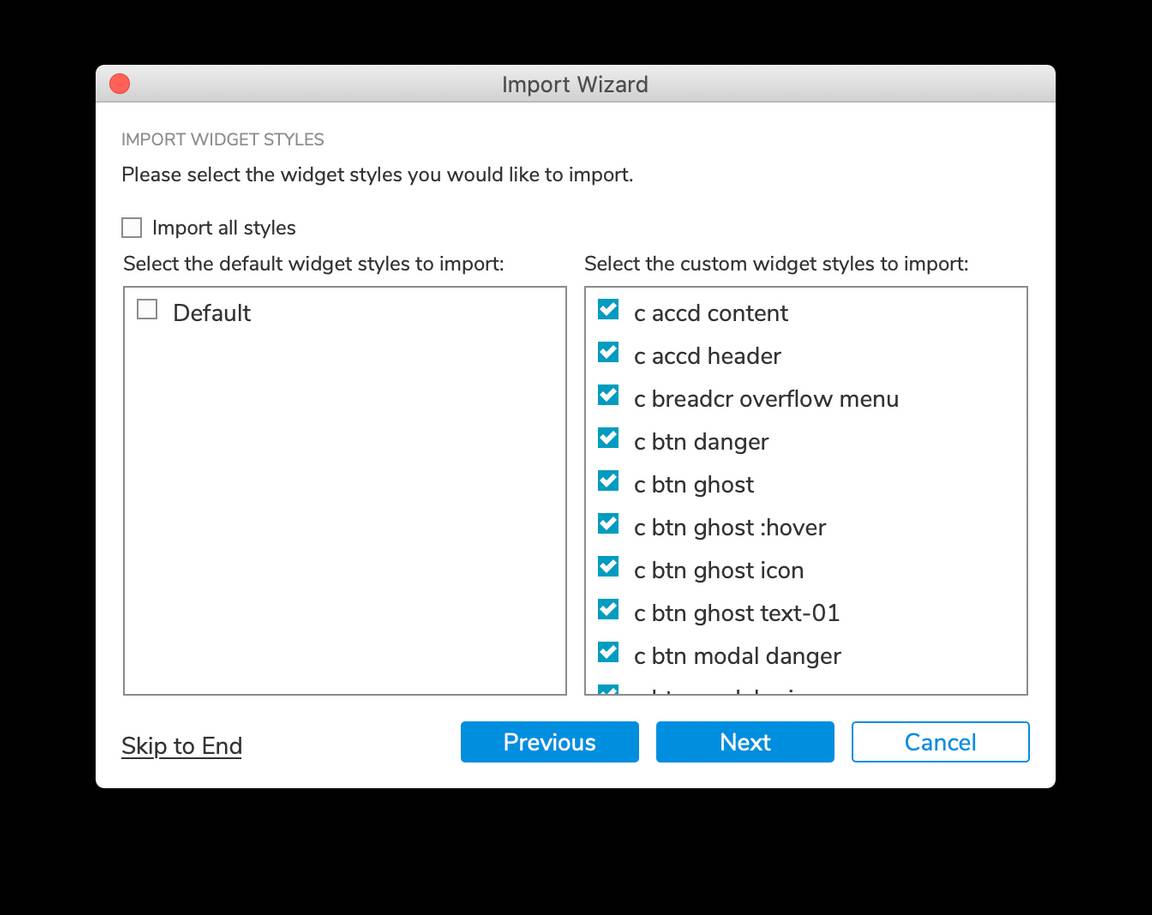 Import Wizard
IMPORT WIDGET STYLES
Please select the widget styles you would like to import.
Import all styles
Select the default widget styles to import:
Default
Select the custom widget styles to import:
c accd content
c accd header
c breadcr overflow menu
c btn danger
c btn ghost
c btn ghost :hover
c btn ghost icon
c btn ghost text-01
c btn modal danger
Skip to End
Previous
Next
Cancel